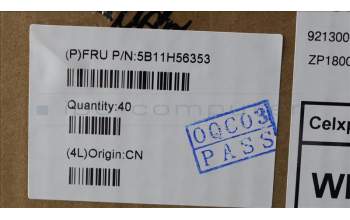 (P)FRU P/N:5B11H56353
Quantity:40
(4L)Origin:CN
OQC03
PASS
921300
ZP1800
Celxp